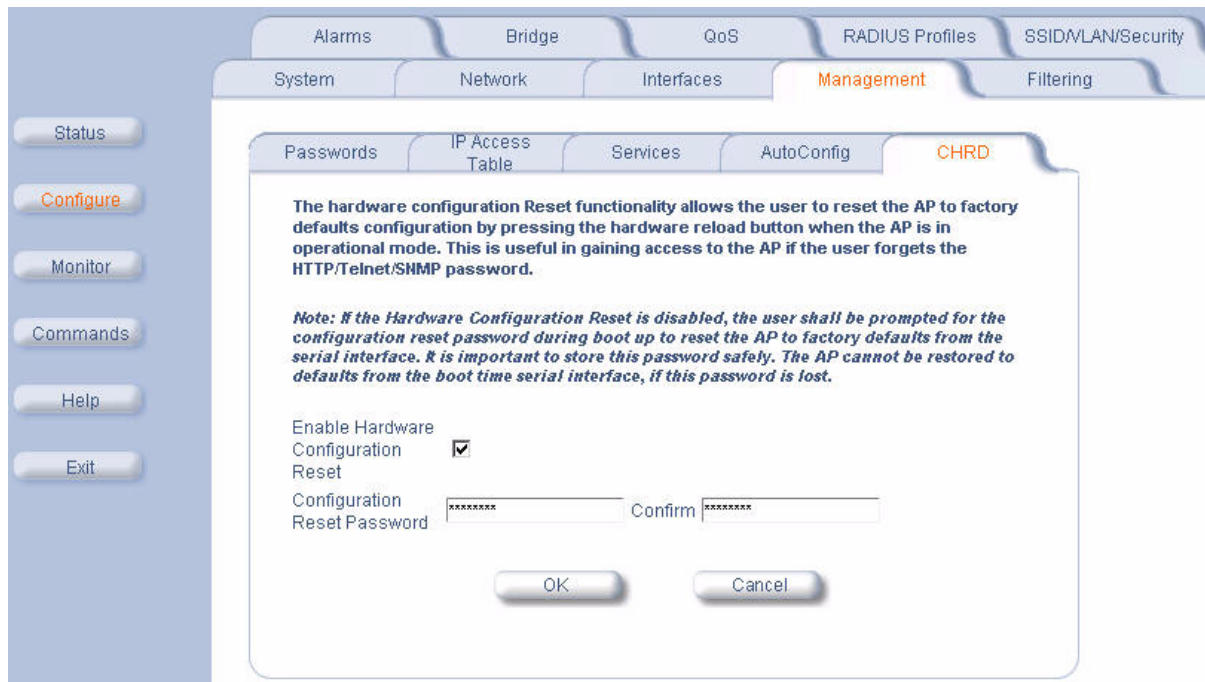 Alarms Bridge QoS RADIUS Profiles SSID/VLAN/Security
System Network Interfaces Management Filtering
Status
Configure
Monitor
Commands
Help
Exit
Passwords IP Access Table Services AutoConfig CHRD
The hardware configuration Reset functionality allows the user to reset the AP to factory
defaults configuration by pressing the hardware reload button when the AP is in
operational mode. This is useful in gaining access to the AP if the user forgets the
HTTP/Telnet/SNMP password.
Note: If the Hardware Configuration Reset is disabled, the user shall be prompted for the
configuration reset password during boot up to reset the AP to factory defaults from the
serial interface. It is important to store this password safely. The AP cannot be restored to
defaults from the boot time serial interface, if this password is lost.
Enable Hardware
Configuration
Reset
Configuration
Reset Password ******** Confirm ********
OK Cancel